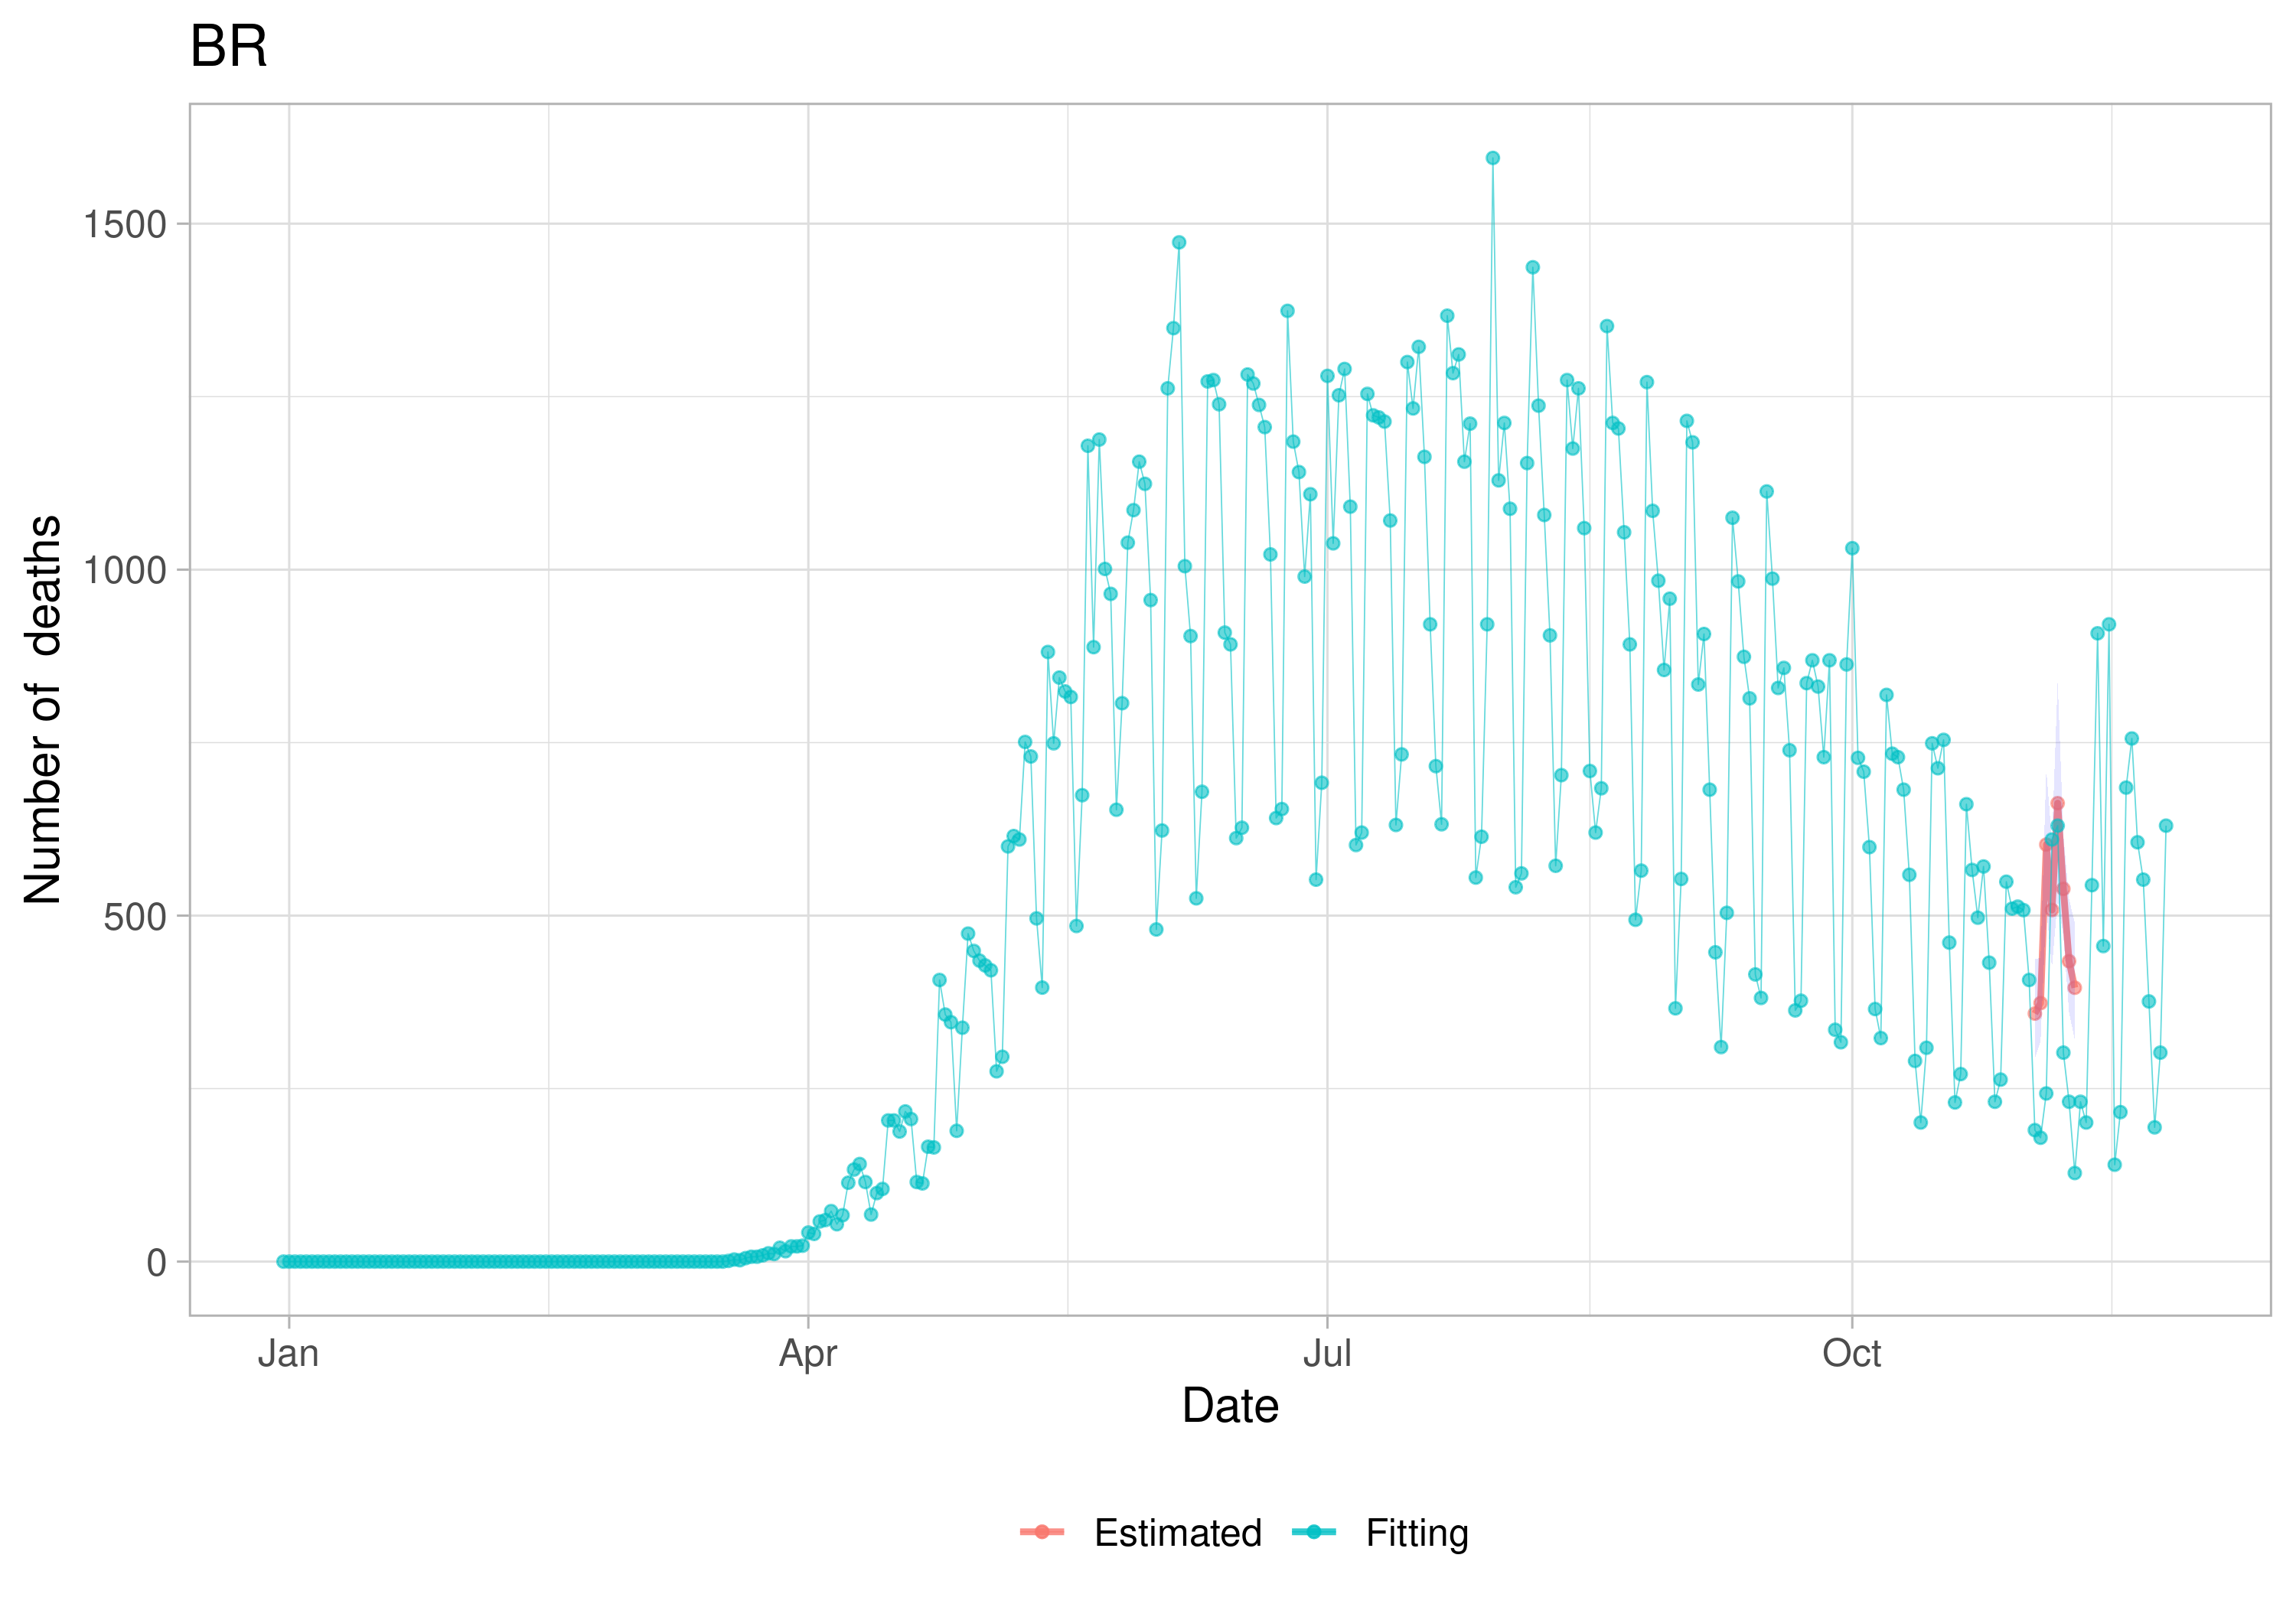 BR
1500
1000
500
0
Number of deaths
Jan Apr Jul Oct
Date
Estimated Fitting